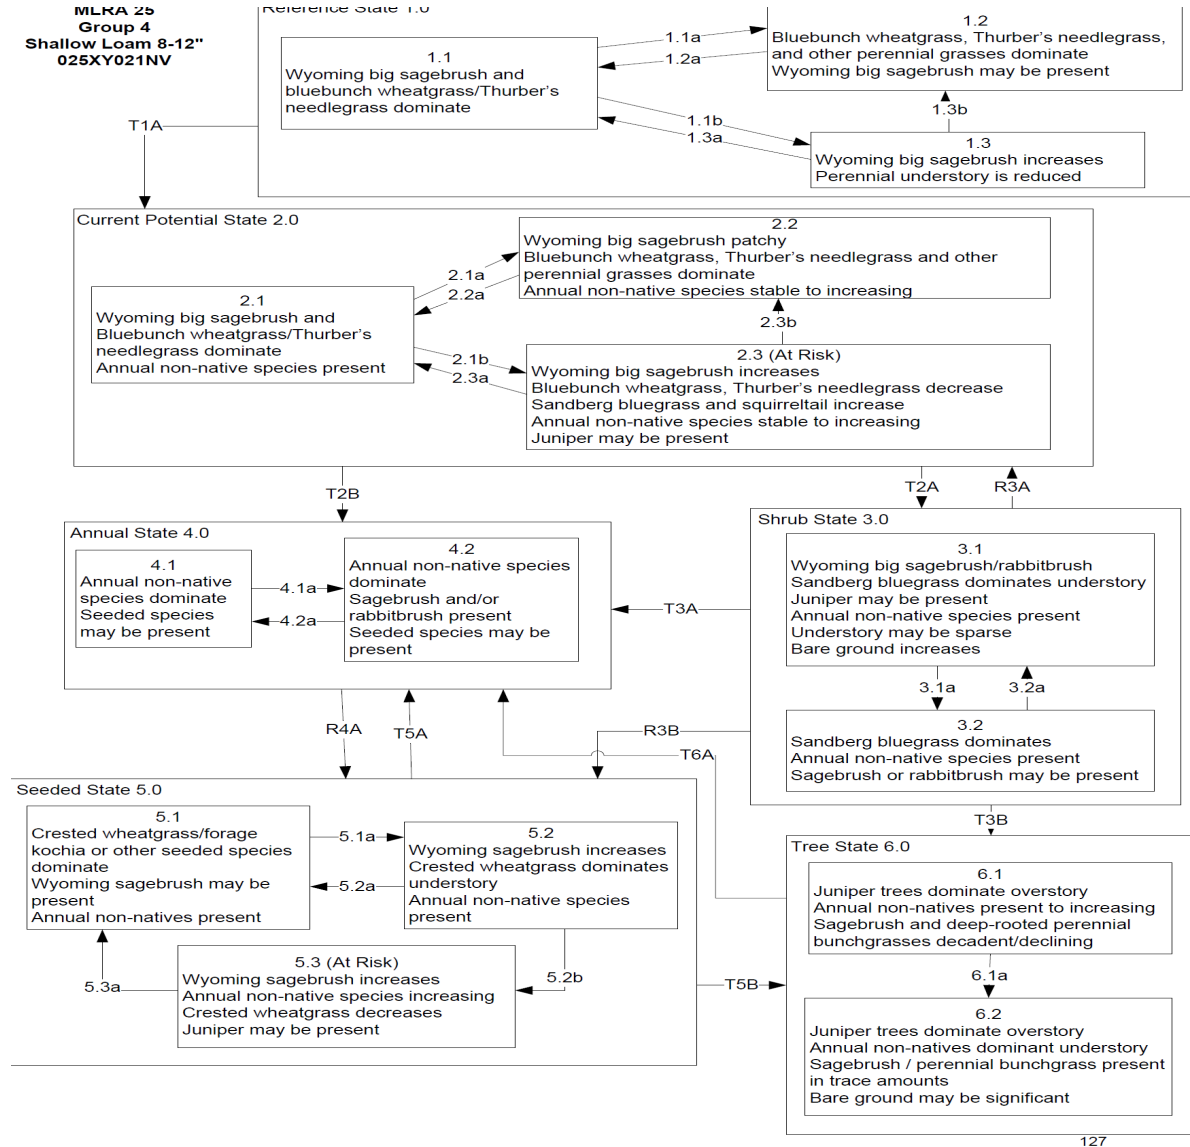 MLRA 25
Group 4
Shallow Loam 8-12"
025XY021NV
Reference State 1.0
1.1
Wyoming big sagebrush and
bluebunch wheatgrass/Thurber's
needlegrass dominate
1.1a
1.2a
1.2
Bluebunch wheatgrass, Thurber's needlegrass,
and other perennial grasses dominate
Wyoming big sagebrush may be present
1.1b
1.3a
1.3b
1.3
Wyoming big sagebrush increases
Perennial understory is reduced
T1A
Current Potential State 2.0
2.1
Wyoming big sagebrush and
Bluebunch wheatgrass/Thurber's
needlegrass dominate
Annual non-native species present
2.1a
2.2a
2.2
Wyoming big sagebrush patchy
Bluebunch wheatgrass, Thurber's needlegrass and other
perennial grasses dominate
Annual non-native species stable to increasing
2.3b
2.1b
2.3a
2.3 (At Risk)
Wyoming big sagebrush increases
Bluebunch wheatgrass, Thurber's needlegrass decrease
Sandberg bluegrass and squirreltail increase
Annual non-native species stable to increasing
Juniper may be present
T2B
T2A
R3A
Annual State 4.0
4.1
Annual non-native
species dominate
Seeded species
may be present
4.1a
4.2a
4.2
Annual non-native species
dominate
Sagebrush and/or
rabbitbrush present
Seeded species may be
present
T3A
Shrub State 3.0
3.1
Wyoming big sagebrush/rabbitbrush
Sandberg bluegrass dominates understory
Juniper may be present
Annual non-native species present
Understory may be sparse
Bare ground increases
3.1a
3.2a
3.2
Sandberg bluegrass dominates
Annual non-native species present
Sagebrush or rabbitbrush may be present
R4A
T5A
R3B
T6A
T3B
Seeded State 5.0
5.1
Crested wheatgrass/forage
kochia or other seeded species
dominate
Wyoming sagebrush may be
present
Annual non-natives present
5.1a
5.2a
5.2
Wyoming sagebrush increases
Crested wheatgrass dominates
understory
Annual non-native species
present
5.3a
5.2b
5.3 (At Risk)
Wyoming sagebrush increases
Annual non-native species increasing
Crested wheatgrass decreases
Juniper may be present
T5B
Tree State 6.0
6.1
Juniper trees dominate overstory
Annual non-natives present to increasing
Sagebrush and deep-rooted perennial
bunchgrasses decadent/declining
6.1a
6.2
Juniper trees dominate overstory
Annual non-natives dominant understory
Sagebrush / perennial bunchgrass present
in trace amounts
Bare ground may be significant
127